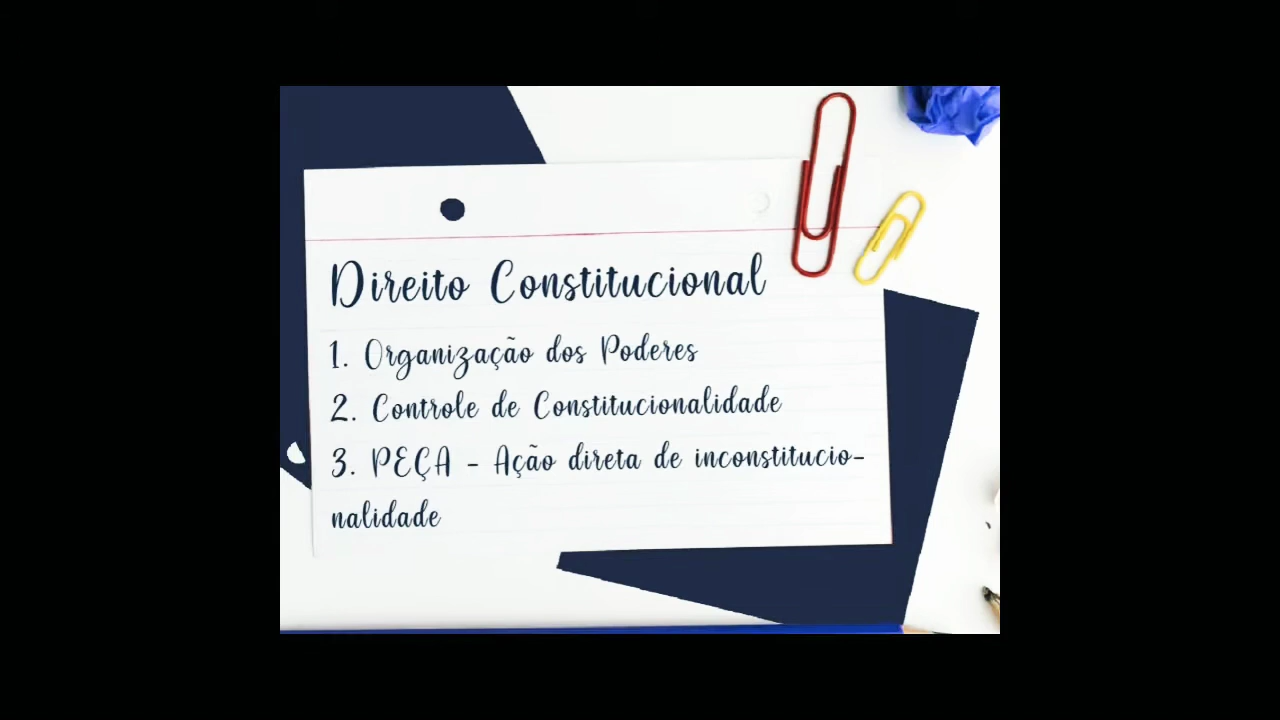 Direito Constitucional
1. Organização dos Poderes
2. Controle de Constitucionalidade
3. PEÇA - Ação direta de inconstitucio-
nalidade